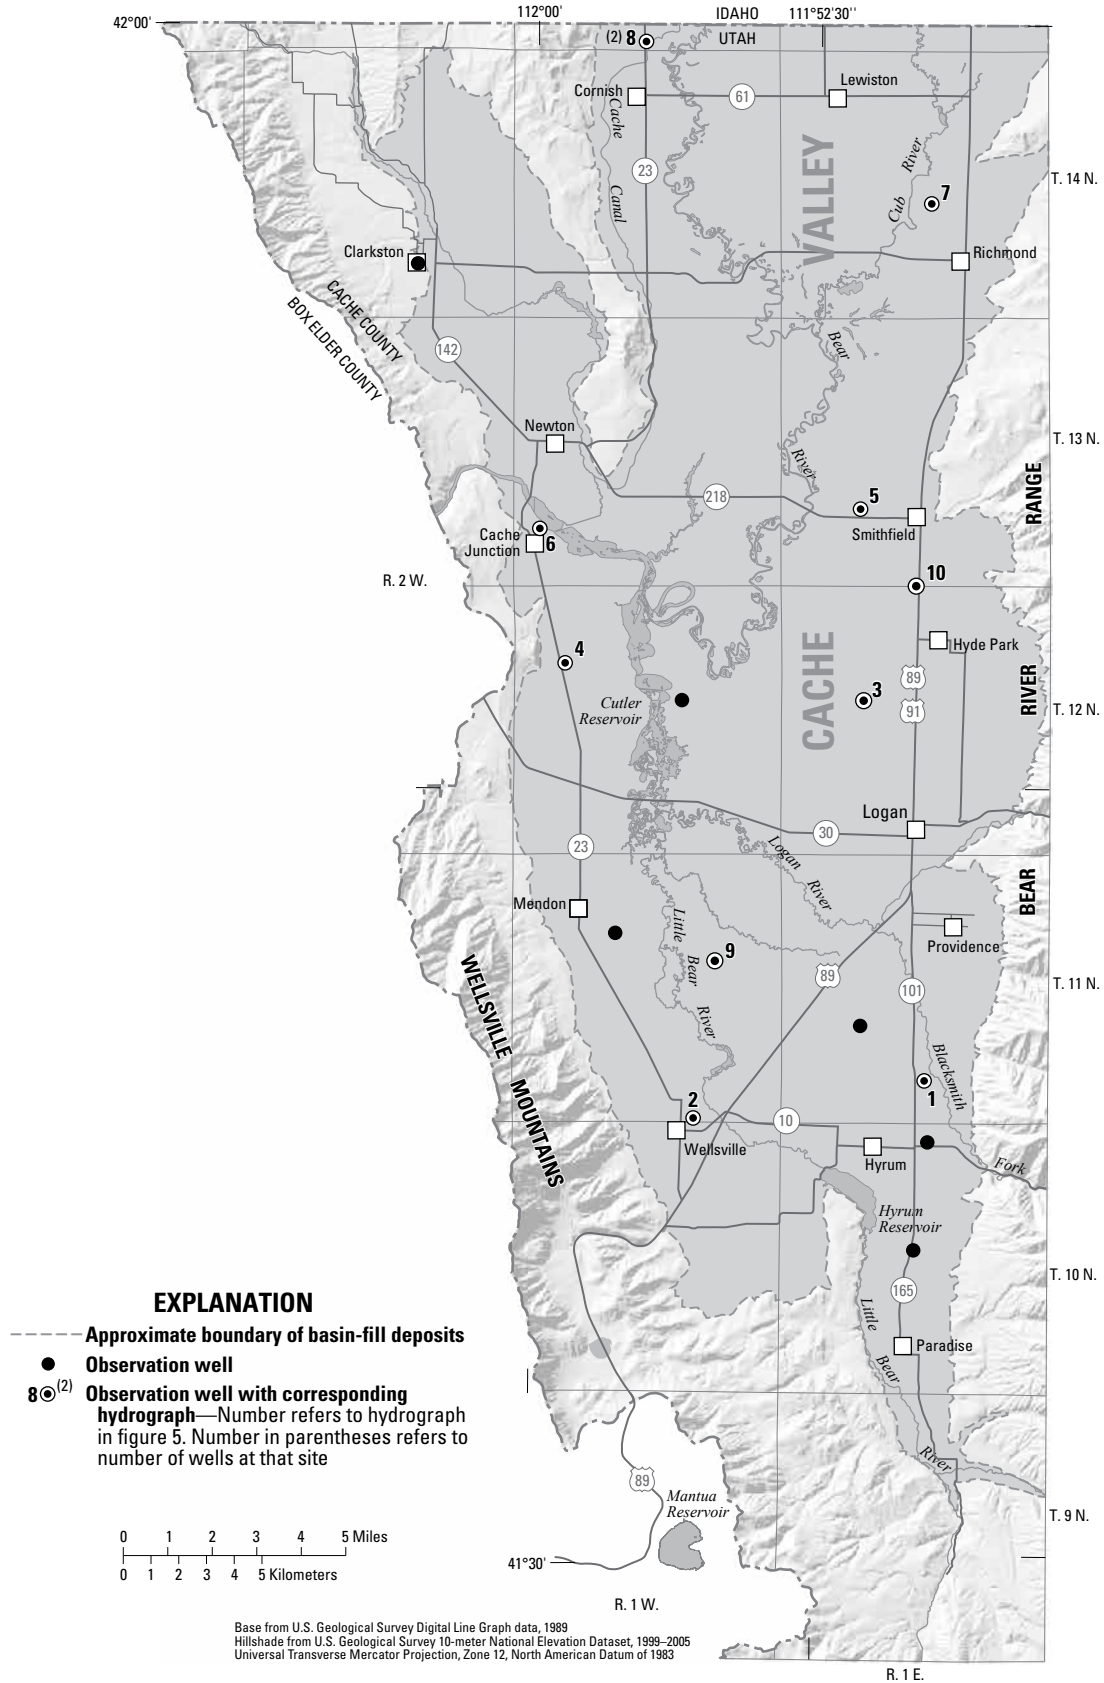 42°00'
112°00'
IDAHO
111°52'30''
UTAH
(2) 8
Cornish
61
Lewiston
Cache
Canal
23
VALLEY
River
Cub
7
T. 14 N.
Clarkston
Richmond
CACHE COUNTY
BOX ELDER COUNTY
142
Bear
River
Newton
T. 13 N.
218
5
Smithfield
RANGE
Cache
Junction
6
R. 2 W.
10
Hyde Park
4
CACHE
89
3
91
RIVER
Cutler
Reservoir
T. 12 N.
Logan
30
23
Logan
River
BEAR
Mendon
Little
Bear
River
Providence
9
89
101
T. 11 N.
WELLSVILLE
MOUNTAINS
Blacksmith
Fork
1
2
10
Wellsville
Hyrum
Hyrum
Reservoir
T. 10 N.
165
Little
Bear
River
Paradise
EXPLANATION
Approximate boundary of basin-fill deposits
Observation well
8 (2) Observation well with corresponding
hydrograph—Number refers to hydrograph
in figure 5. Number in parentheses refers to
number of wells at that site
89
Mantua
Reservoir
T. 9 N.
0 1 2 3 4 5 Miles
0 1 2 3 4 5 Kilometers
41°30'
R. 1 W.
Base from U.S. Geological Survey Digital Line Graph data, 1989
Hillshade from U.S. Geological Survey 10-meter National Elevation Dataset, 1999–2005
Universal Transverse Mercator Projection, Zone 12, North American Datum of 1983
R. 1 E.